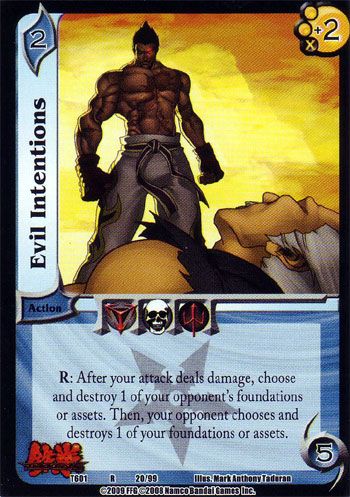 2
+2
X
Evil Intentions
Action
R: After your attack deals damage, choose
and destroy 1 of your opponent's foundations
or assets. Then, your opponent chooses and
destroys 1 of your foundations or assets.
5
T601 R 20/99 Illus. Mark Anthony Taduran
©2009 FFG ©2008 Namco Bandai Games Inc.